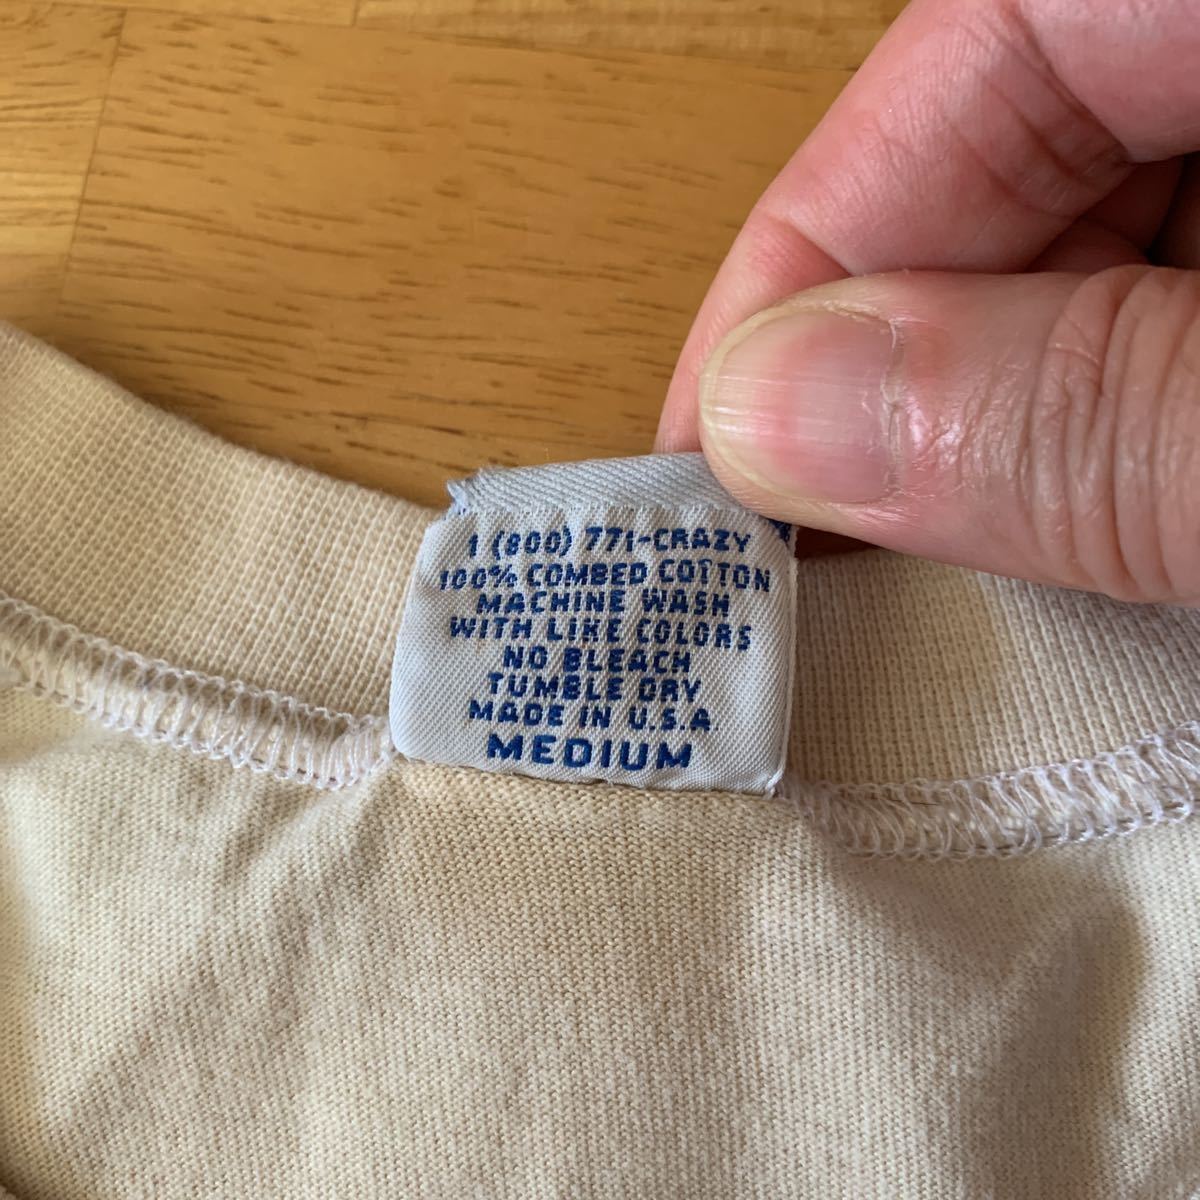 1 (800) 771-CRAZY
100% COMBED COTTON
MACHINE WASH
WITH LIKE COLORS
NO BLEACH
TUMBLE DRY
MADE IN U.S.A.
MEDIUM